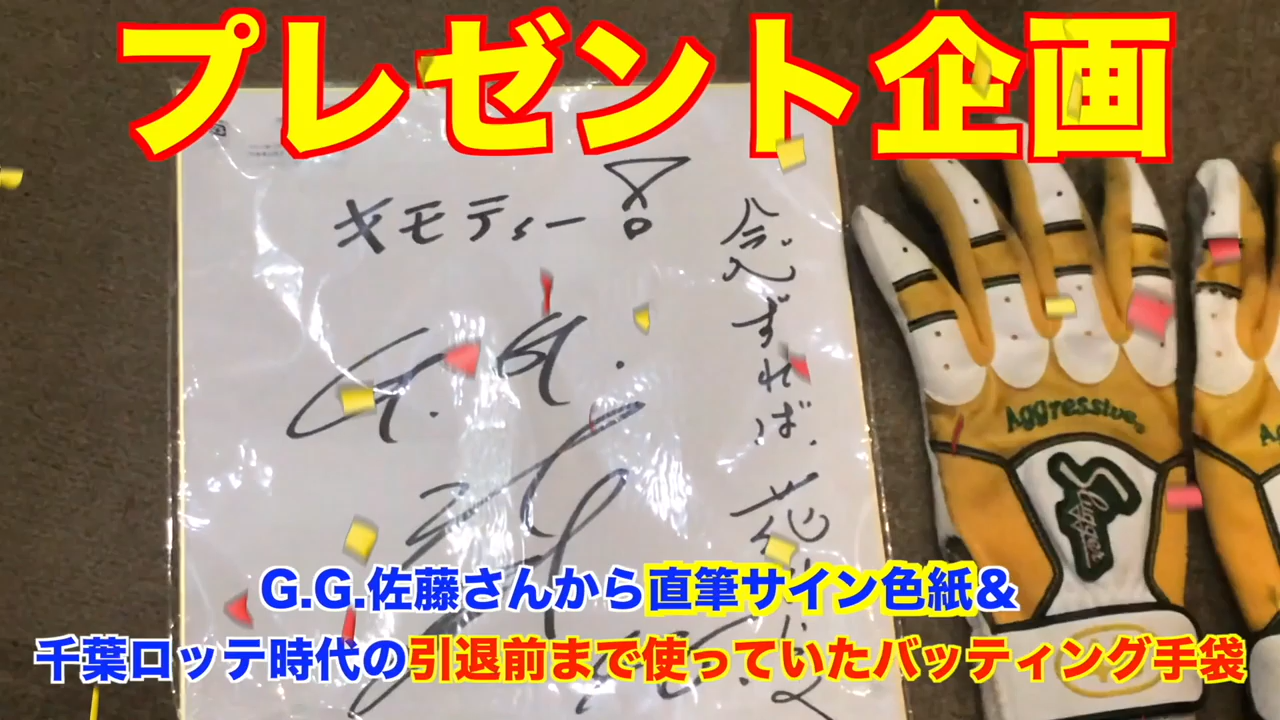 プレゼント企画
キモティー!
念ずれば
花
G.G.
Aggressive
Slugger
G.G.佐藤さんから直筆サイン色紙&
千葉ロッテ時代の引退前まで使っていたバッティング手袋